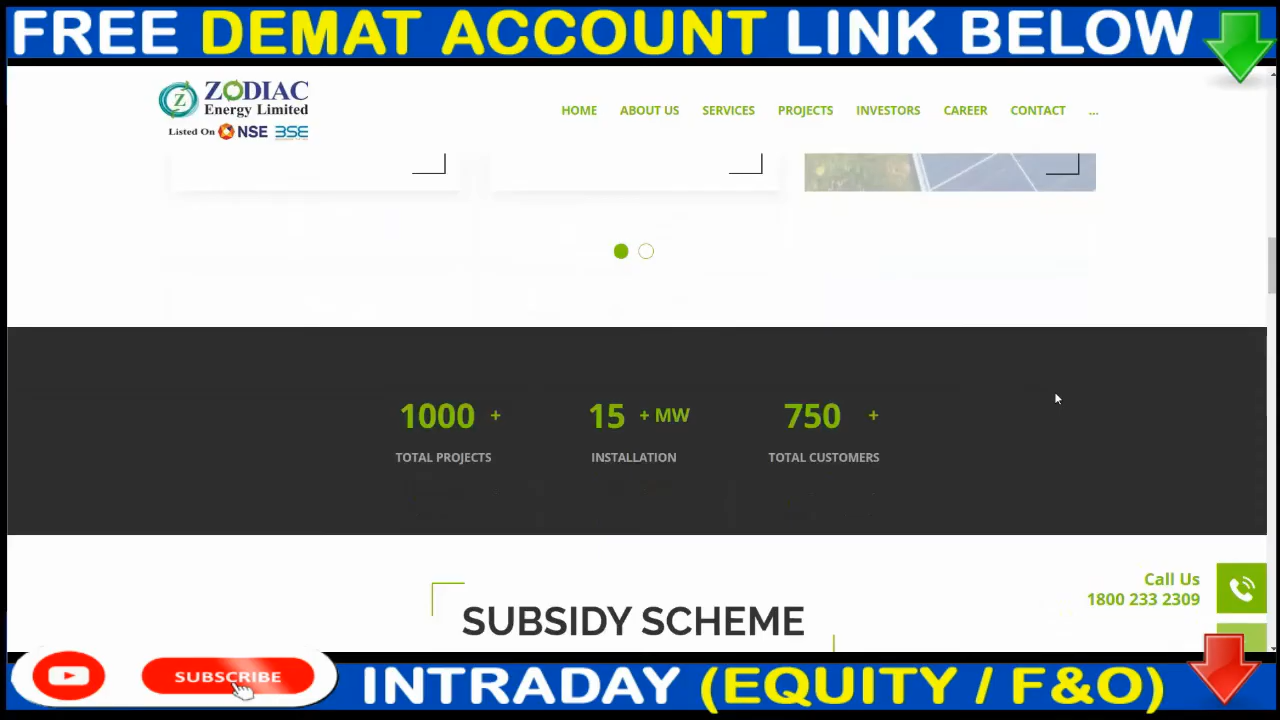 FREE DEMAT ACCOUNT LINK BELOW
Z
ZODIAC
Energy Limited
Listed On NSE BSE
HOME ABOUT US SERVICES PROJECTS INVESTORS CAREER CONTACT ...
1000 + 15 + MW 750 +
TOTAL PROJECTS INSTALLATION TOTAL CUSTOMERS
Call Us
1800 233 2309
SUBSIDY SCHEME
SUBSCRIBE
INTRADAY (EQUITY / F&O)